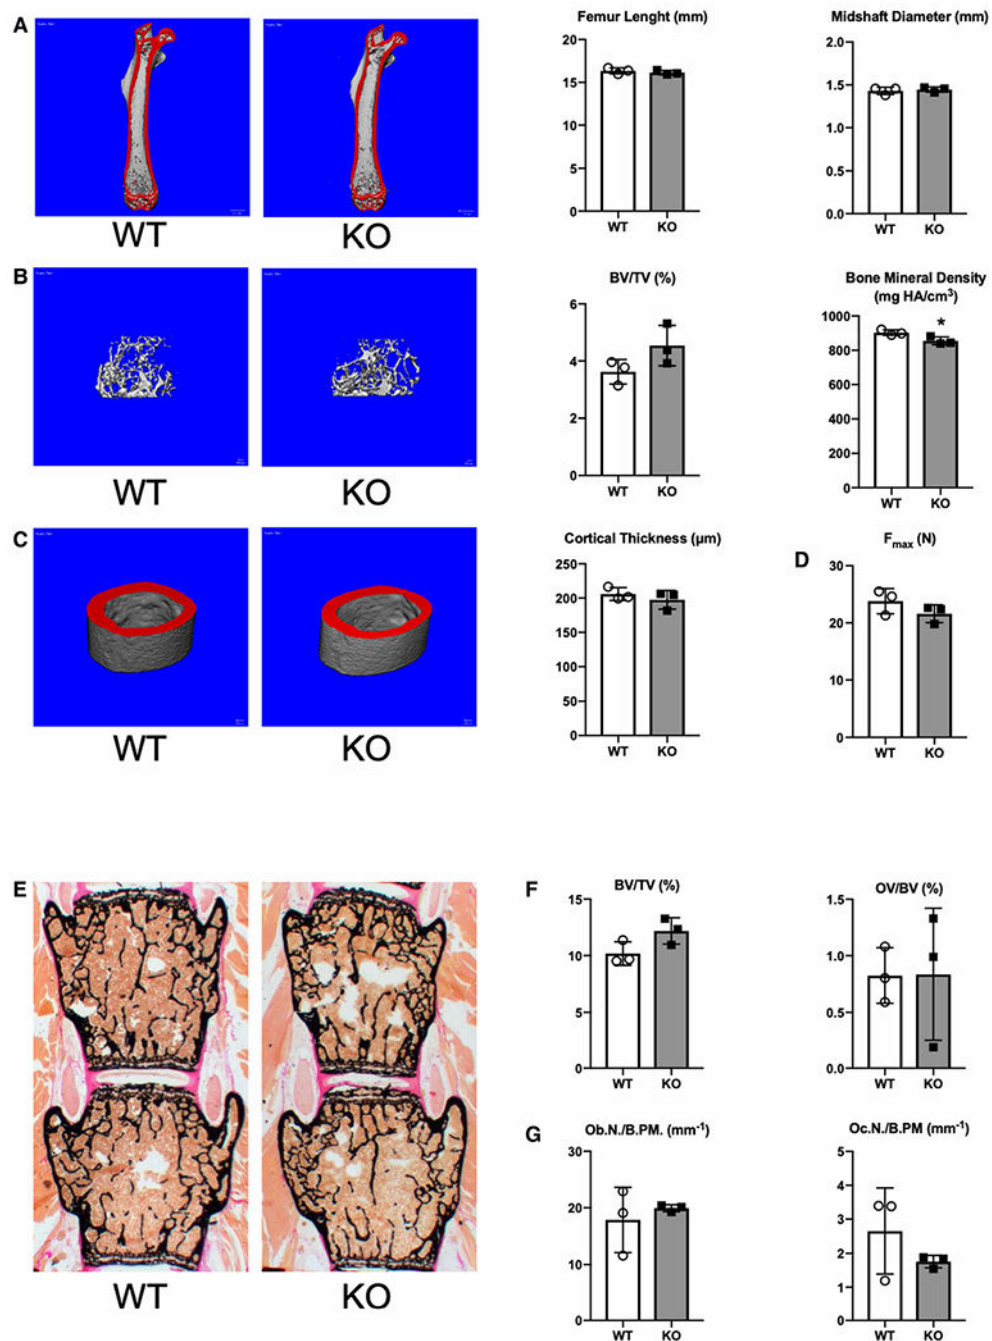 A
WT
KO
Femur Lenght (mm)
20
15
10
5
0
WT
KO
Midshaft Diameter (mm)
2.0
1.5
1.0
0.5
0.0
WT
KO
B
WT
KO
BV/TV (%)
6
4
2
0
WT
KO
Bone Mineral Density
(mg HA/cm³)
*
1000
800
600
400
200
0
WT
KO
C
WT
KO
Cortical Thickness (µm)
250
200
150
100
50
0
WT
KO
D
Fmax (N)
30
20
10
0
WT
KO
E
WT
KO
F
BV/TV (%)
15
10
5
0
WT
KO
OV/BV (%)
1.5
1.0
0.5
0.0
WT
KO
G
Ob.N./B.PM. (mm⁻¹)
30
20
10
0
WT
KO
Oc.N./B.PM (mm⁻¹)
5
4
3
2
1
0
WT
KO